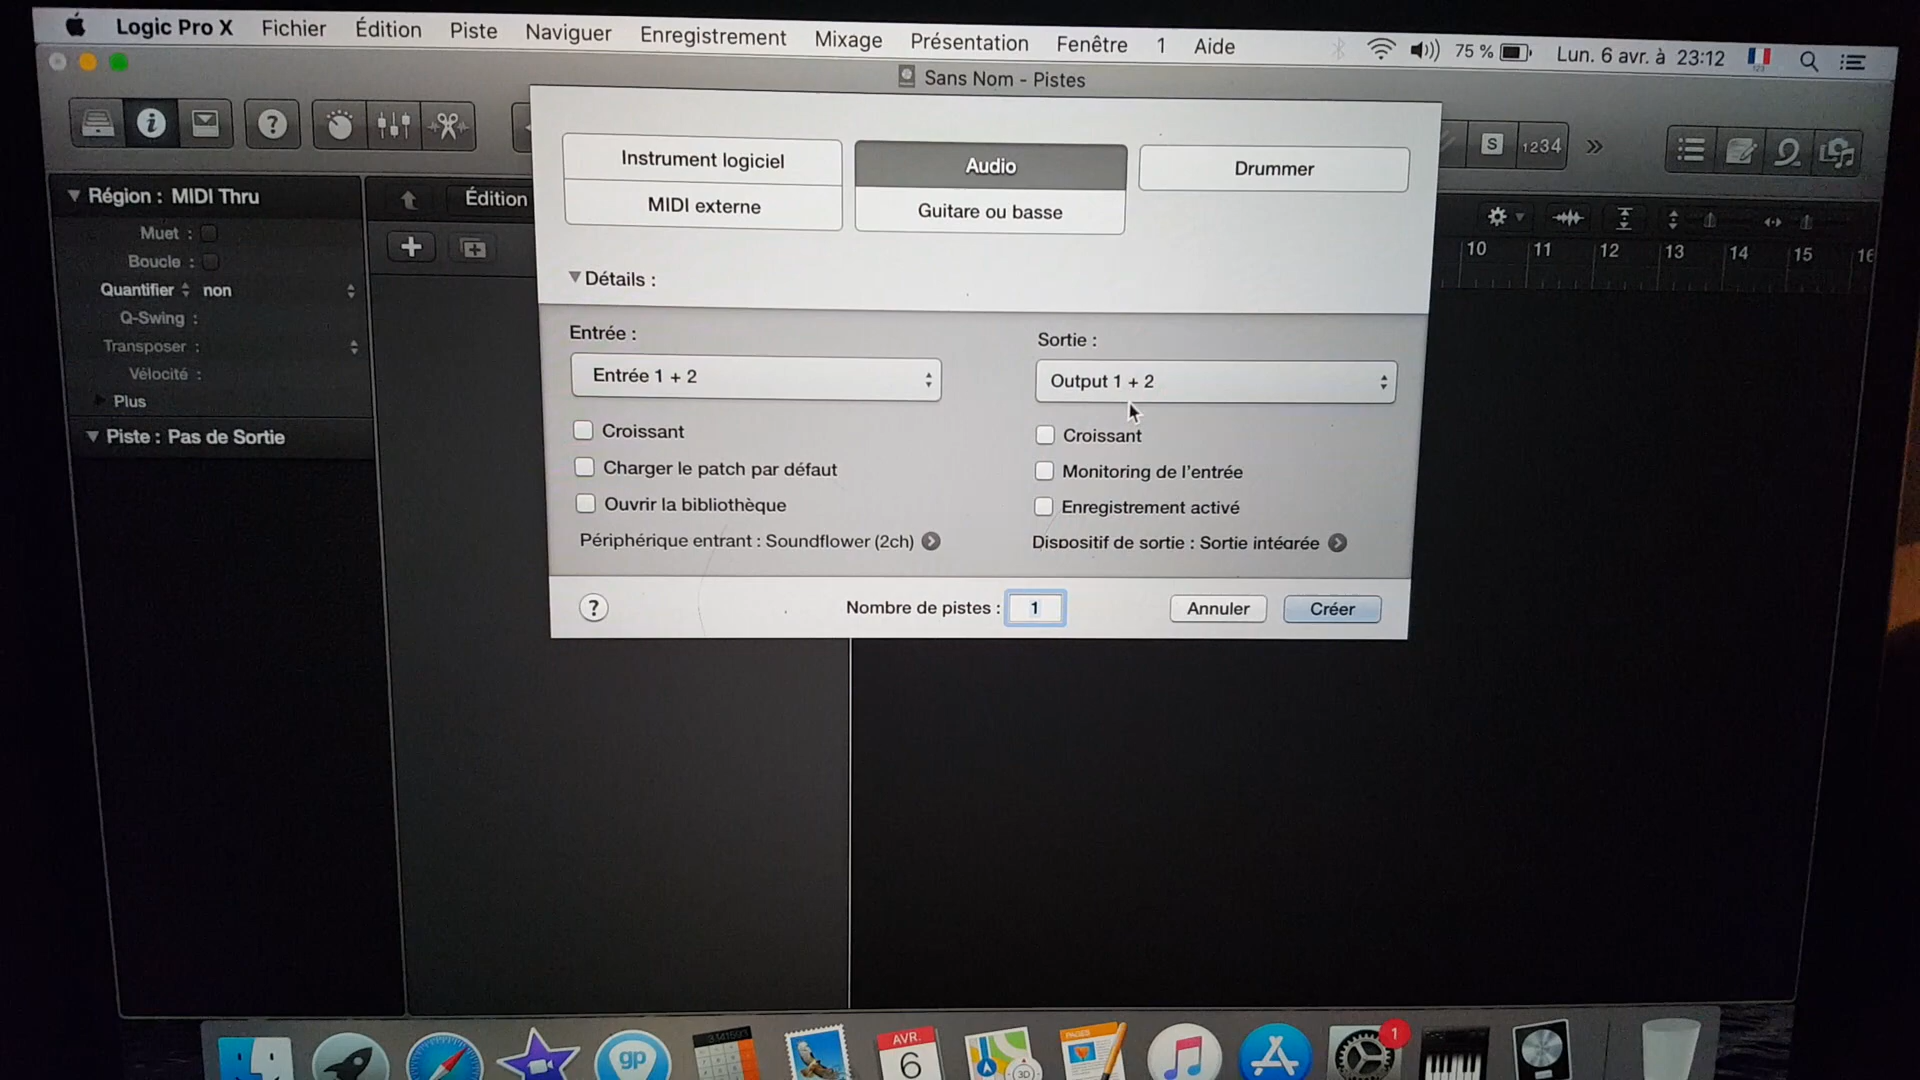 Logic Pro X Fichier Édition Piste Naviguer Enregistrement Mixage Présentation Fenêtre 1 Aide 75 % Lun. 6 avr. à 23:12
Sans Nom - Pistes
S 1234
Instrument logiciel
MIDI externe
Audio
Guitare ou basse
Drummer
Région : MIDI Thru
Muet :
Boucle :
Quantifier non
Q-Swing :
Transposer :
Vélocité :
Plus
Piste : Pas de Sortie
Édition
10 11 12 13 14 15 16
Détails :
Entrée :
Entrée 1 + 2
Croissant
Charger le patch par défaut
Ouvrir la bibliothèque
Périphérique entrant : Soundflower (2ch)
Sortie :
Output 1 + 2
Croissant
Monitoring de l'entrée
Enregistrement activé
Dispositif de sortie : Sortie intégrée
?
Nombre de pistes : 1
Annuler
Créer
gp
AVR.
6
3D
PAGES
1